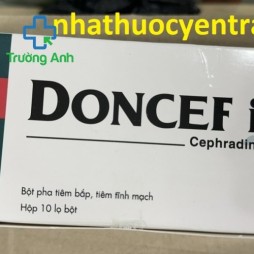 nhathuocyentra
Trường Anh
DONCEF i
Cephradin
Bột pha tiêm bắp, tiêm tĩnh mạch
Hộp 10 lọ bột